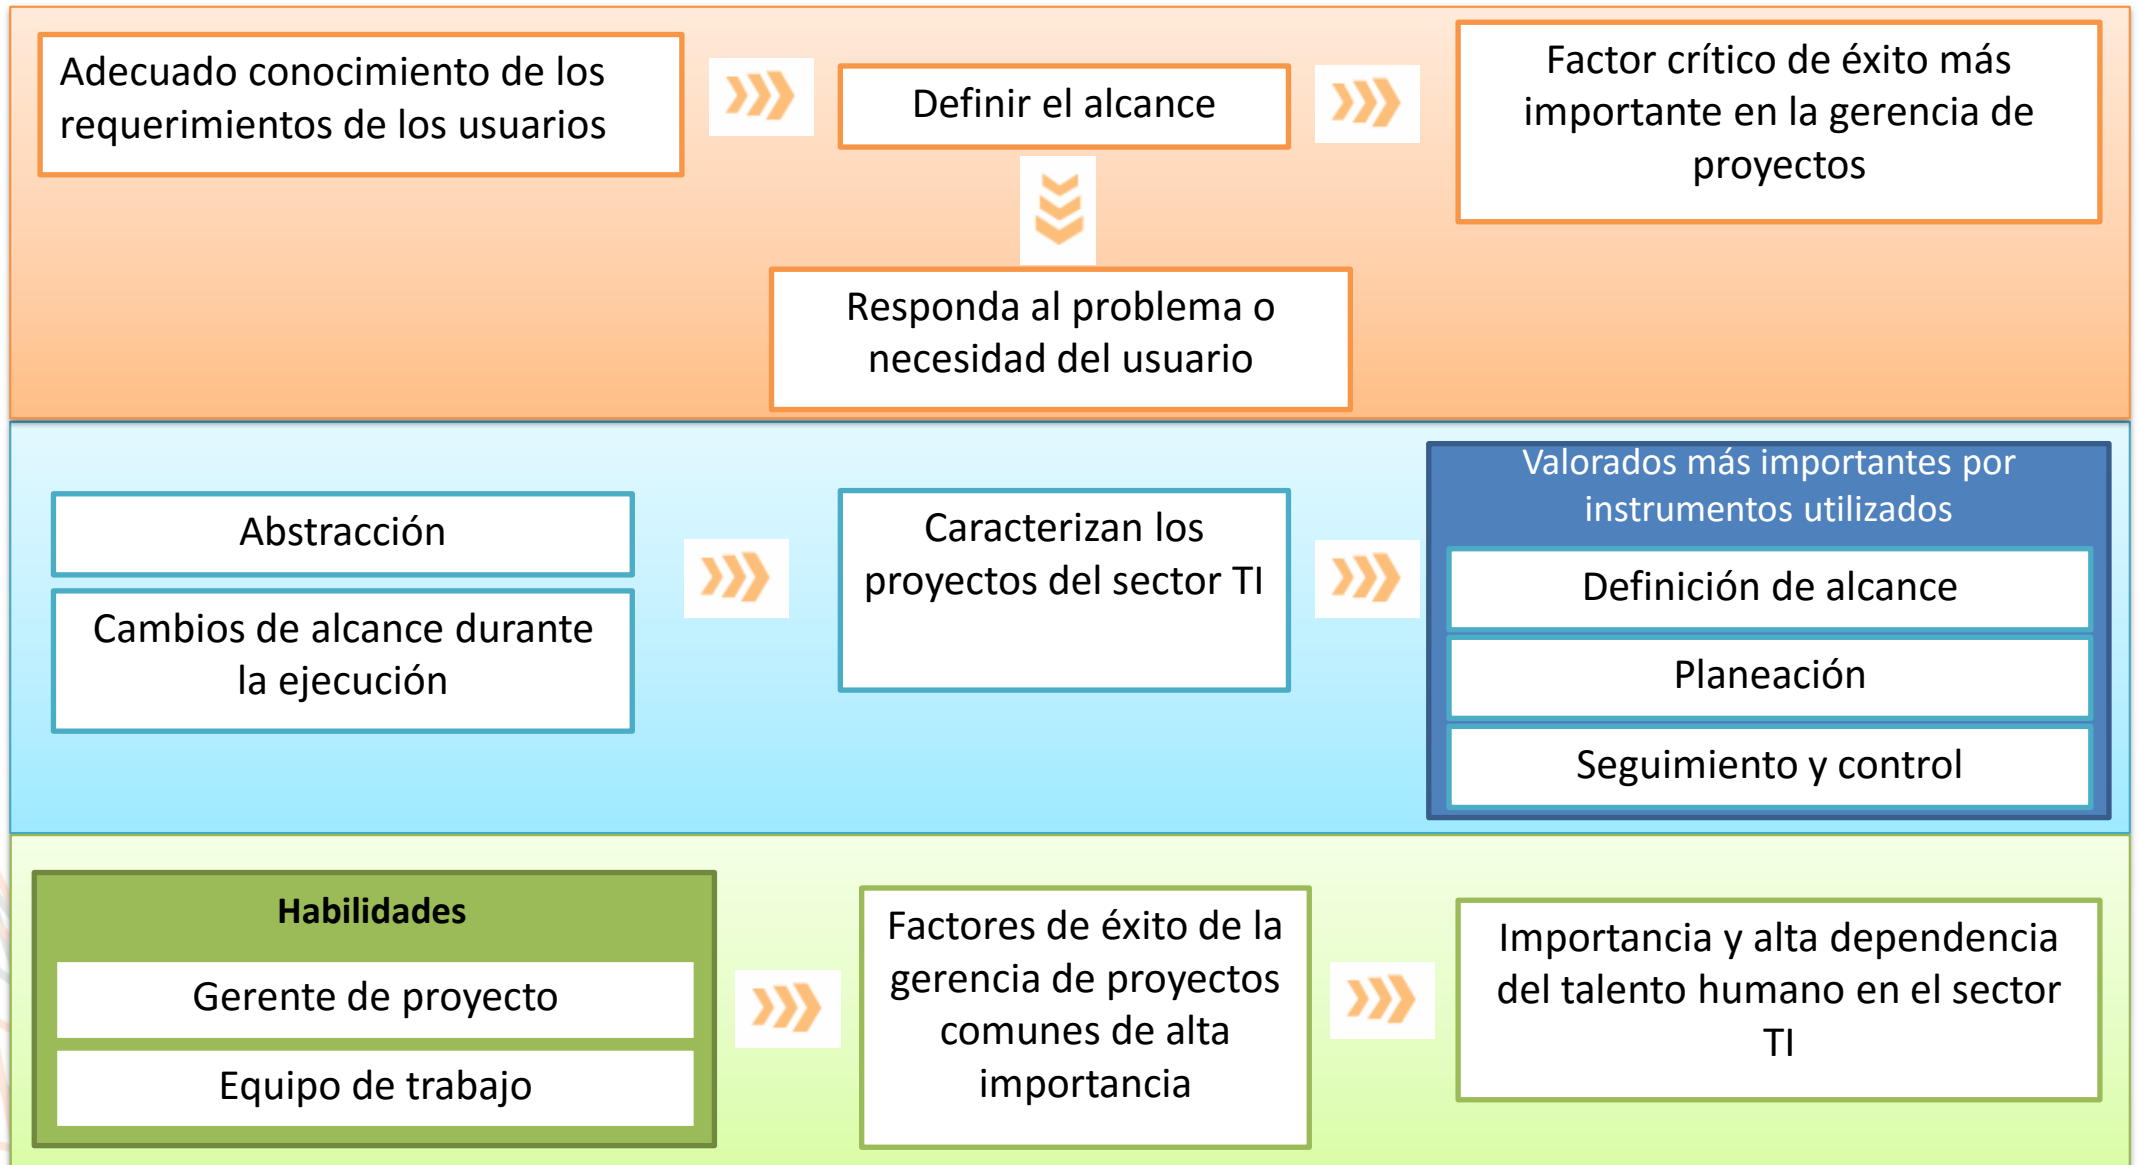 Adecuado conocimiento de los
requerimientos de los usuarios
Definir el alcance
Factor crítico de éxito más
importante en la gerencia de
proyectos
Responda al problema o
necesidad del usuario
Abstracción
Cambios de alcance durante
la ejecución
Caracterizan los
proyectos del sector TI
Valorados más importantes por
instrumentos utilizados
Definición de alcance
Planeación
Seguimiento y control
Habilidades
Gerente de proyecto
Equipo de trabajo
Factores de éxito de la
gerencia de proyectos
comunes de alta
importancia
Importancia y alta dependencia
del talento humano en el sector
TI